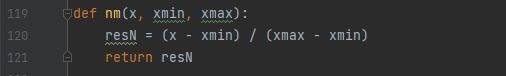 119 def nm(x, xmin, xmax):
120     resN = (x - xmin) / (xmax - xmin)
121     return resN